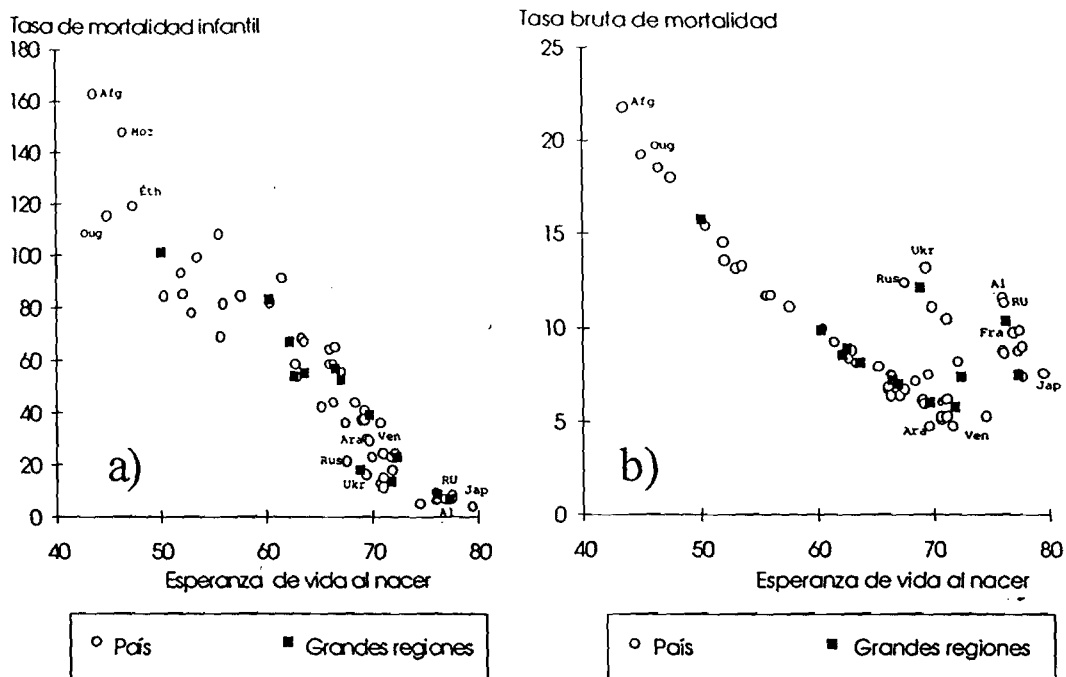 Tasa de mortalidad infantil
180
160
140
120
100
80
60
40
20
0
40 50 60 70 80
Afg
Moz
Éth
Oug
Ara
Ven
Rus
Ukr
RU
Jap
Al
a)
Esperanza de vida al nacer
País
Grandes regiones
Tasa bruta de mortalidad
25
20
15
10
5
0
40 50 60 70 80
Afg
Oug
Ukr
Rus
Al
RU
Fra
Jap
Ara
Ven
b)
Esperanza de vida al nacer
País
Grandes regiones